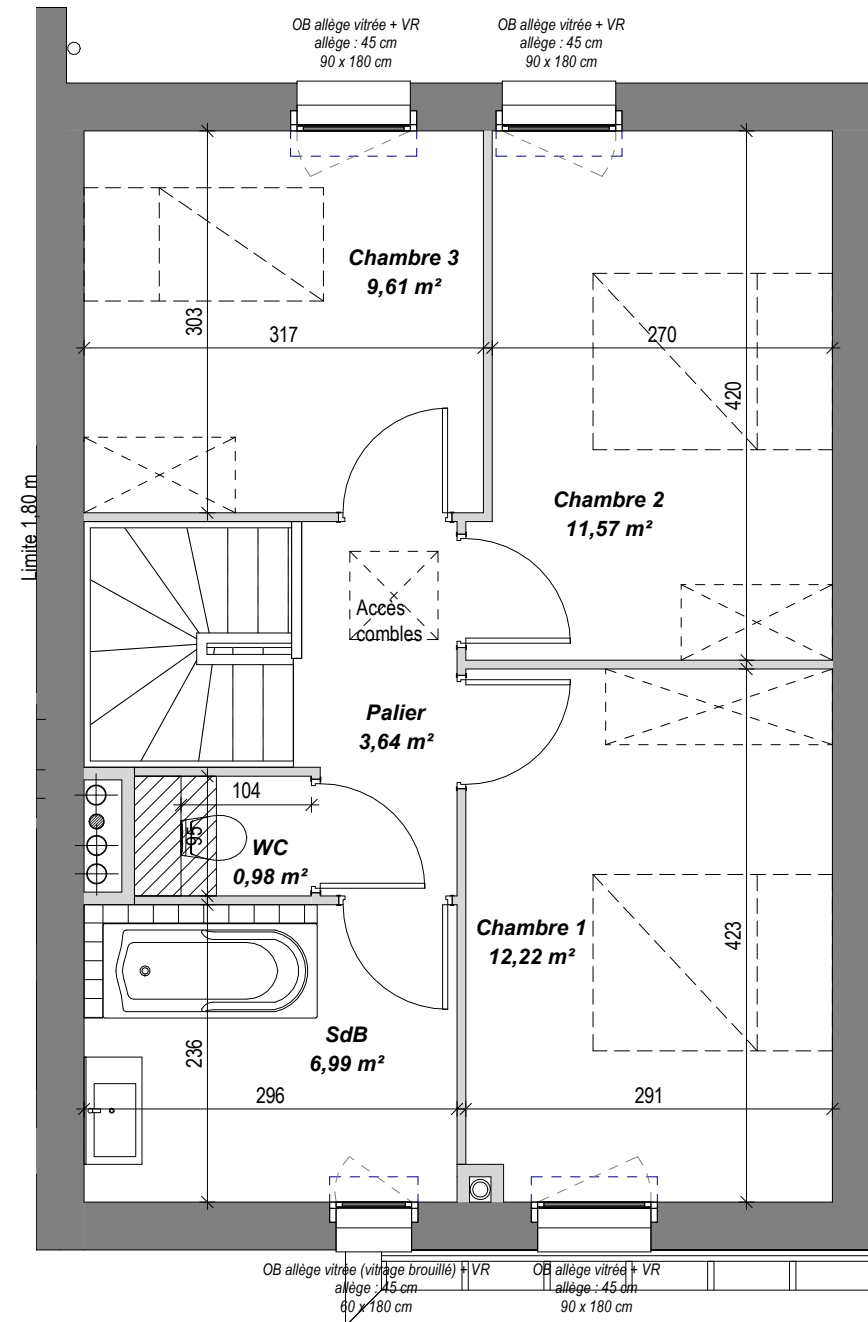 OB allège vitrée + VR
allège : 45 cm
90 x 180 cm
OB allège vitrée + VR
allège : 45 cm
90 x 180 cm
Chambre 3
9,61 m²
303
317
270
420
Chambre 2
11,57 m²
Limite 1,80 m
Accès
combles
Palier
3,64 m²
104
95
WC
0,98 m²
Chambre 1
12,22 m²
423
SdB
6,99 m²
236
296
291
OB allège vitrée (vitrage brouillé) + VR
allège : 45 cm
60 x 180 cm
OB allège vitrée + VR
allège : 45 cm
90 x 180 cm